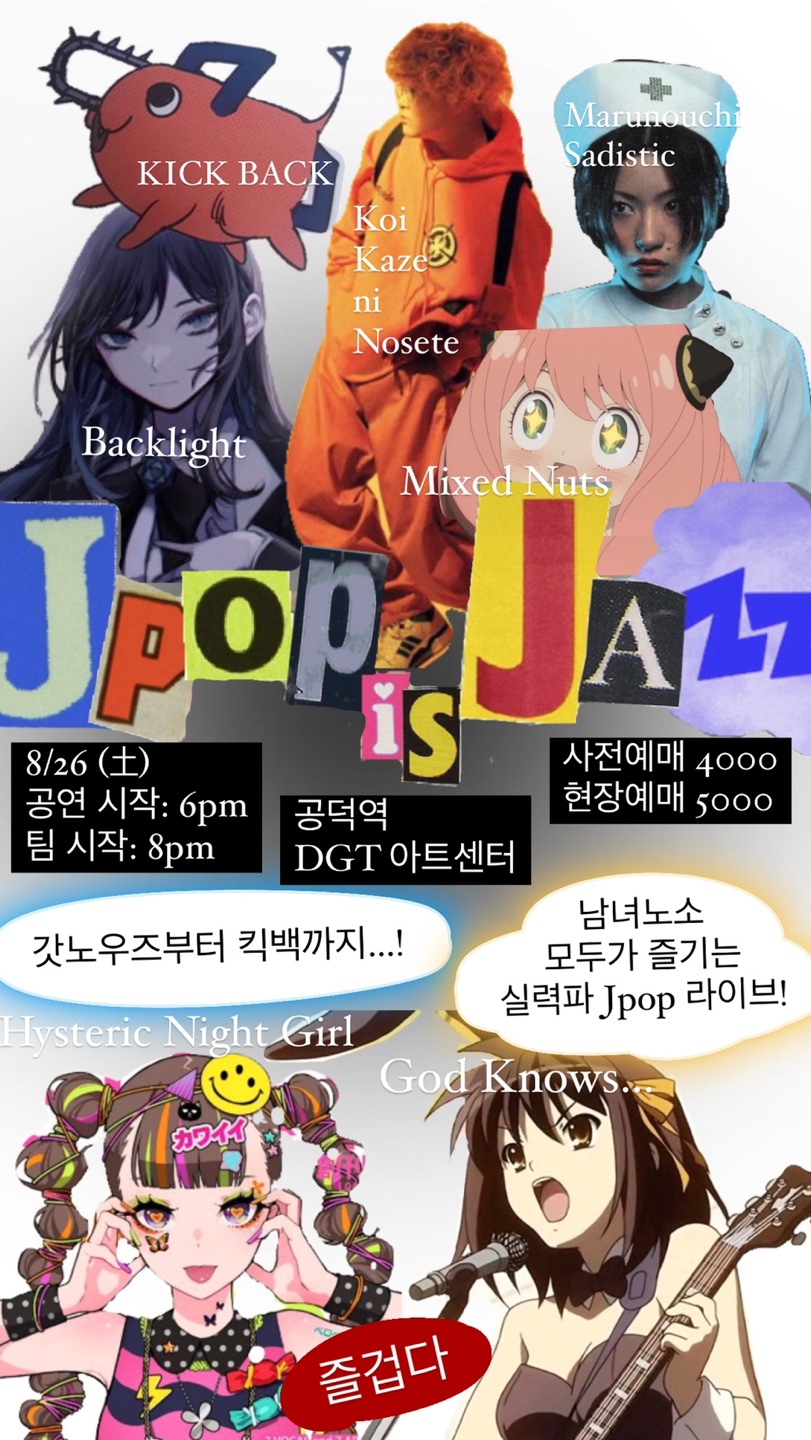 KICK BACK
Marunouchi
Sadistic
Koi
Kaze
ni
Nosete
Backlight
Mixed Nuts
Jpop is JAZZ
8/26 (土)
공연 시작: 6pm
팀 시작: 8pm
공덕역
DGT 아트센터
사전예매 4000
현장예매 5000
갓노우즈부터 킥백까지...!
남녀노소
모두가 즐기는
실력파 Jpop 라이브!
Hysteric Night Girl
God Knows...
カワイイ
즐겁다